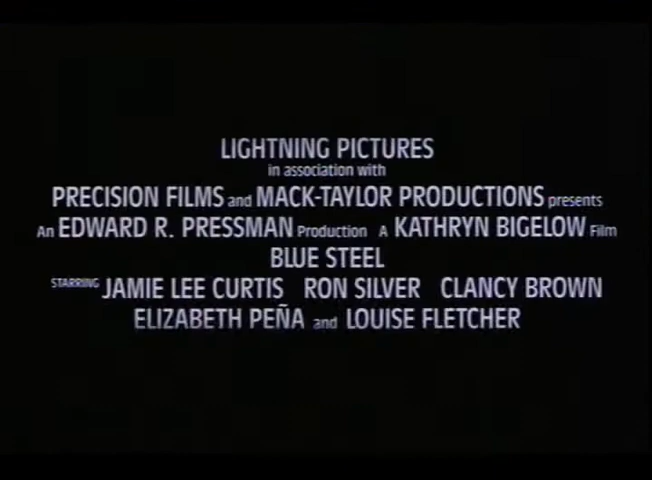 LIGHTNING PICTURES
in association with
PRECISION FILMS and MACK-TAYLOR PRODUCTIONS presents
An EDWARD R. PRESSMAN Production A KATHRYN BIGELOW Film
BLUE STEEL
STARRING JAMIE LEE CURTIS RON SILVER CLANCY BROWN
ELIZABETH PEÑA and LOUISE FLETCHER